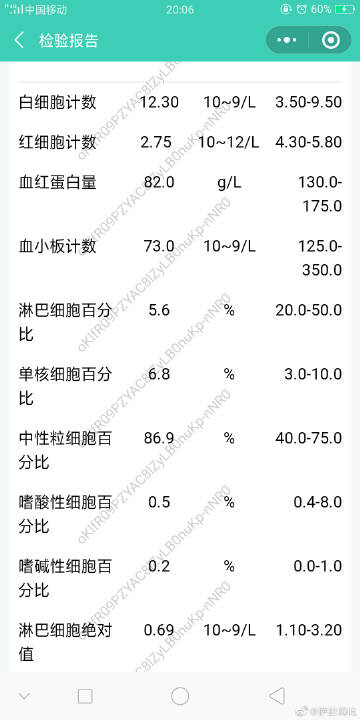 4G 中国移动 20:06 60%
检验报告
白细胞计数 12.30 10~9/L 3.50-9.50
红细胞计数 2.75 10~12/L 4.30-5.80
血红蛋白量 82.0 g/L 130.0-
175.0
血小板计数 73.0 10~9/L 125.0-
350.0
淋巴细胞百分 5.6 % 20.0-50.0
比
单核细胞百分 6.8 % 3.0-10.0
比
中性粒细胞百 86.9 % 40.0-75.0
分比
嗜酸性细胞百 0.5 % 0.4-8.0
分比
嗜碱性细胞百 0.2 % 0.0-1.0
分比
淋巴细胞绝对 0.69 10~9/L 1.10-3.20
值